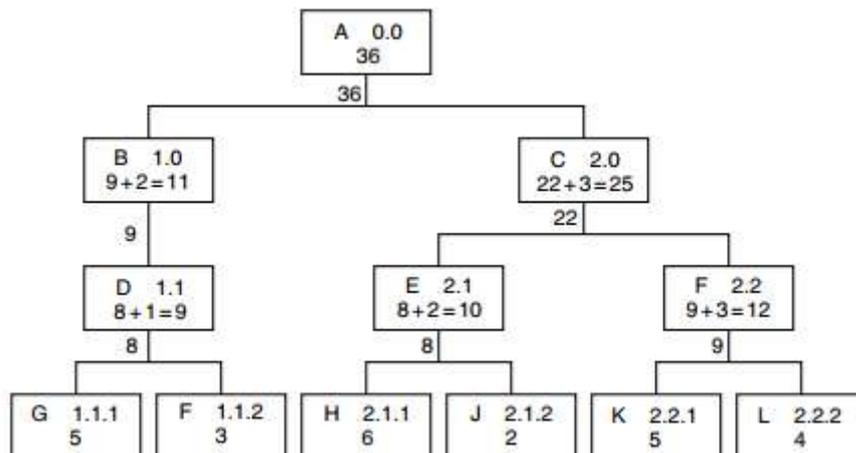 A 0.0
36
36
B 1.0
9+2=11
C 2.0
22+3=25
9
22
D 1.1
8+1=9
E 2.1
8+2=10
F 2.2
9+3=12
8
8
9
G 1.1.1
5
F 1.1.2
3
H 2.1.1
6
J 2.1.2
2
K 2.2.1
5
L 2.2.2
4